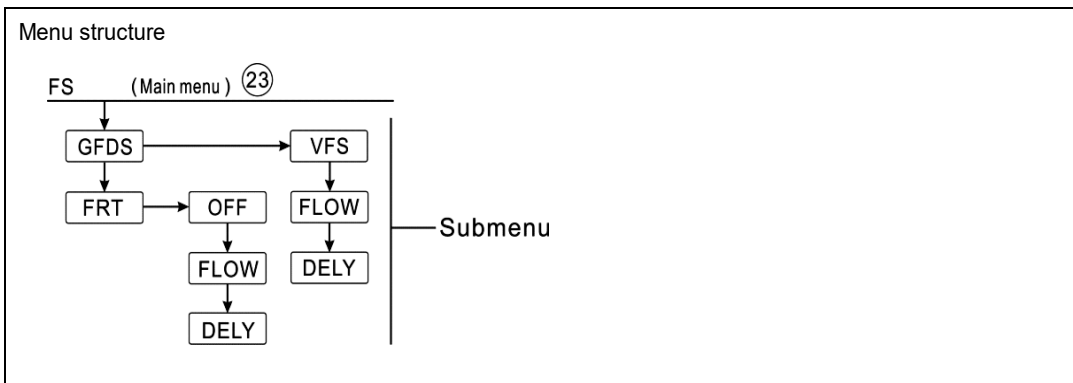 Menu structure
FS (Main menu) 23
GFDS VFS
FRT OFF FLOW
Submenu
FLOW DELY
DELY